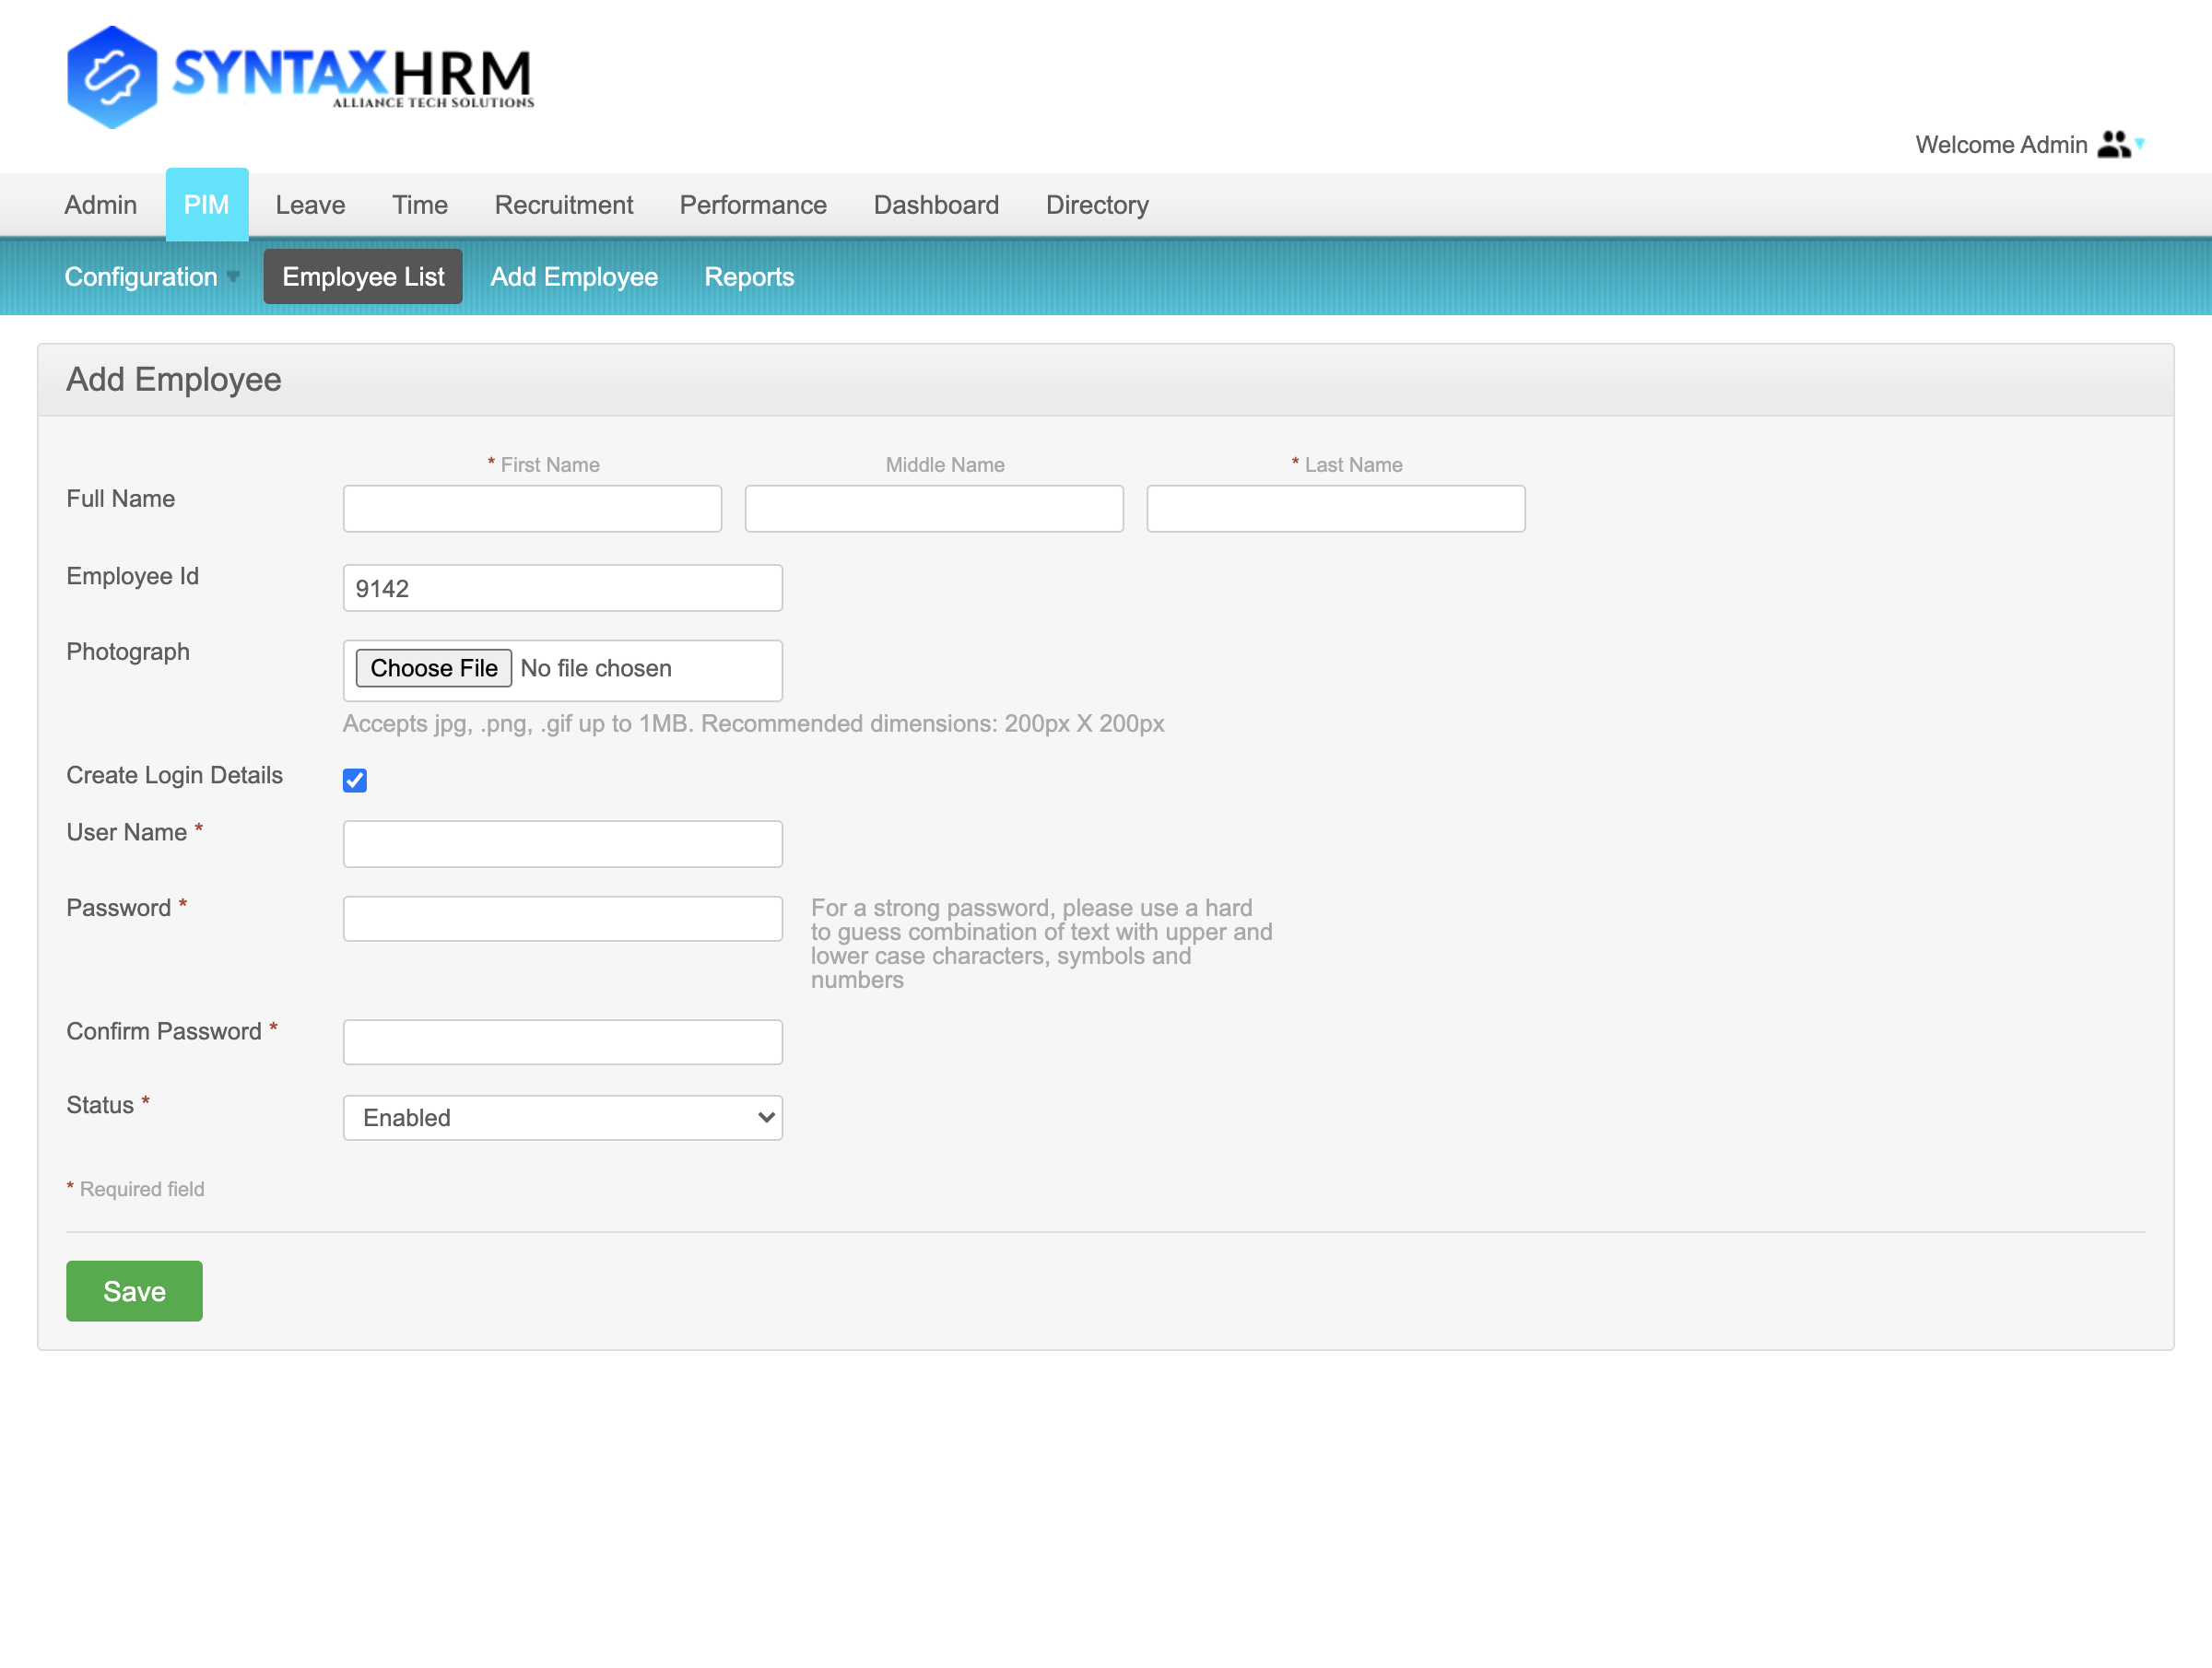 SYNTAXHRM
ALLIANCE TECH SOLUTIONS
Welcome Admin
Admin PIM Leave Time Recruitment Performance Dashboard Directory
Configuration Employee List Add Employee Reports
Add Employee
* First Name Middle Name * Last Name
Full Name
Employee Id 9142
Photograph Choose File No file chosen
Accepts jpg, .png, .gif up to 1MB. Recommended dimensions: 200px X 200px
Create Login Details
User Name *
Password * For a strong password, please use a hard
to guess combination of text with upper and
lower case characters, symbols and
numbers
Confirm Password *
Status * Enabled
* Required field
Save